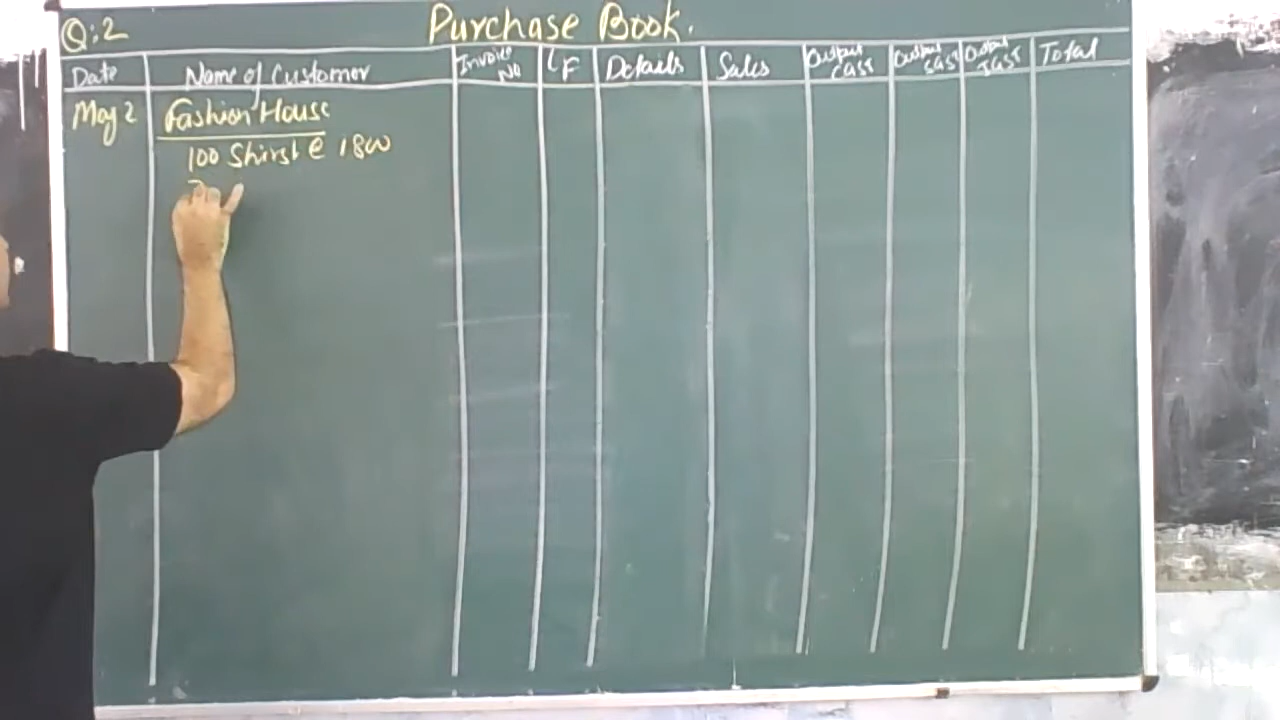 Q:2 Purchase Book.
Date Name of Customer Invoice No LF Details Sales Output CGST Output SGST Output IGST Total
May 2 Fashion House
100 Shirst @ 1800